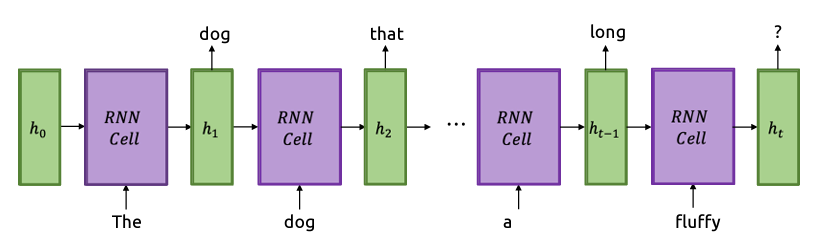 dog that long ?
h₀ RNN Cell h₁ RNN Cell h₂ ... RNN Cell hₜ₋₁ RNN Cell hₜ
The dog a fluffy